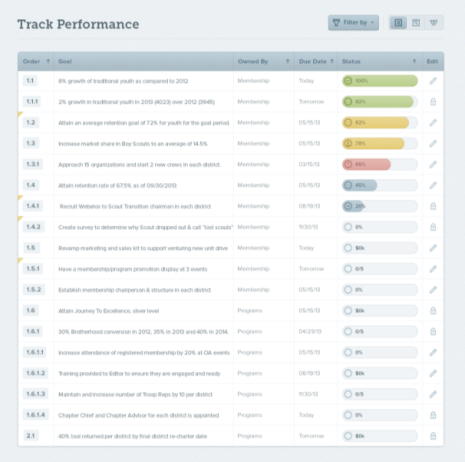 Track Performance
Filter by
Order Goal Owned By Due Date Status Edit
1.1 8% growth of traditional youth as compared to 2012 Membership Today 100%
1.1.1 2% growth in traditional youth in 2013 (4023) over 2012 (3945) Membership Tomorrow 92%
1.2 Attain an average retention goal of 72% for youth for the goal period Membership 05/15/13 82%
1.3 Increase market share in Boy Scouts to an average of 14.5% Membership 05/15/13 78%
1.3.1 Approach 15 organizations and start 2 new crews in each district. Membership 03/15/13 66%
1.4 Attain retention rate of 67.5% as of 09/30/2013 Membership 05/15/13 45%
1.4.1 Recruit Webelos to Scout Transition chairman in each district Membership 08/19/13
1.4.2 Create survey to determine why Scout dropped out & call "lost scouts" Membership 11/30/13 0%
1.5 Revamp marketing and sales kit to support venturing new unit drive Membership Today $0k
1.5.1 Have a membership/program promotion display at 3 events Membership Tomorrow 0/5
1.5.2 Establish membership chairperson & structure in each district Membership 05/15/13 0%
1.6 Attain Journey To Excellence, silver level Programs 05/15/13 $0k
1.6.1 30% Brotherhood conversion in 2012, 35% in 2013 and 40% in 2014. Programs 04/29/13 0/5
1.6.1.1 Increase attendance of registered membership by 20% at OA events Programs 05/15/13 0%
1.6.1.2 Training provided to Editor to ensure they are engaged and ready Programs 08/19/13 $0k
1.6.1.3 Maintain and increase number of Troop Reps by 10 per district Programs 11/30/13 0/5
1.6.1.4 Chapter Chief and Chapter Advisor for each district is appointed Programs Today 0%
2.1 40% tool returned per district by final district re-charter date Programs Tomorrow $0k